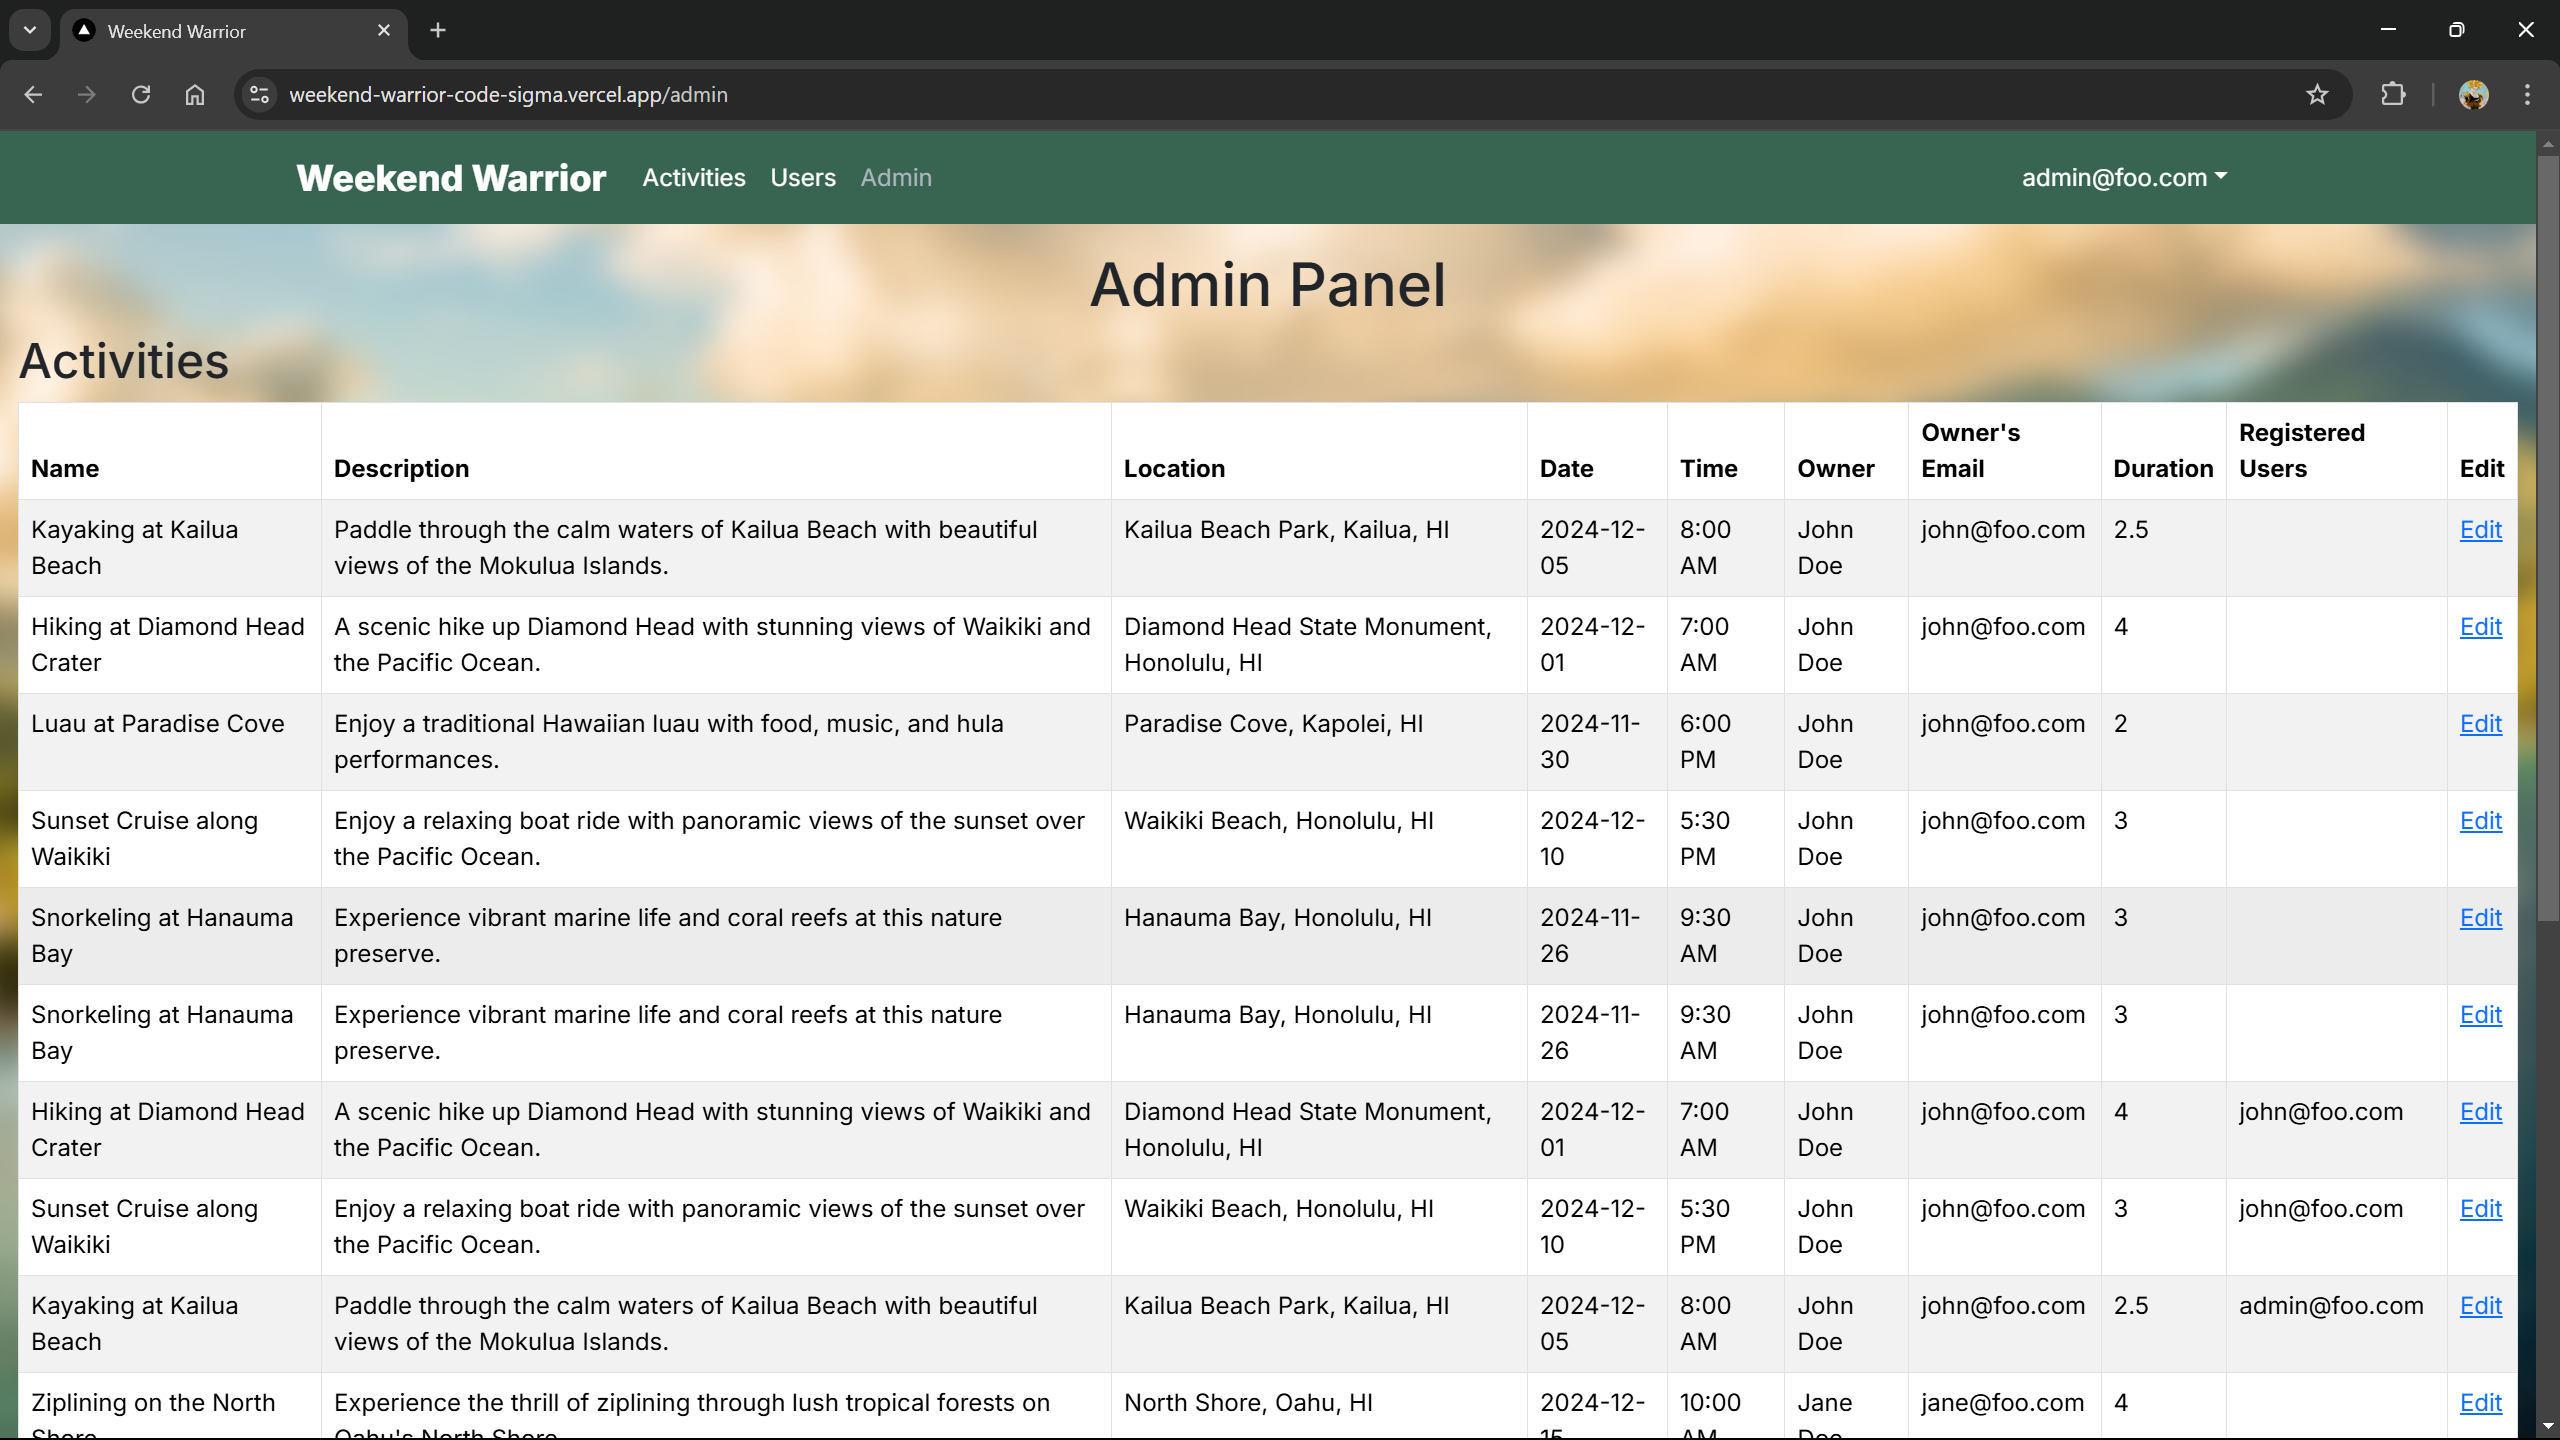 Weekend Warrior
weekend-warrior-code-sigma.vercel.app/admin
Weekend Warrior Activities Users Admin admin@foo.com
Admin Panel
Activities
Name Description Location Date Time Owner Owner's Email Duration Registered Users Edit
Kayaking at Kailua Paddle through the calm waters of Kailua Beach with beautiful Kailua Beach Park, Kailua, HI 2024-12- 8:00 John john@foo.com 2.5 Edit
Beach views of the Mokulua Islands. 05 AM Doe
Hiking at Diamond Head A scenic hike up Diamond Head with stunning views of Waikiki and Diamond Head State Monument, 2024-12- 7:00 John john@foo.com 4 Edit
Crater the Pacific Ocean. Honolulu, HI 01 AM Doe
Luau at Paradise Cove Enjoy a traditional Hawaiian luau with food, music, and hula Paradise Cove, Kapolei, HI 2024-11- 6:00 John john@foo.com 2 Edit
performances. 30 PM Doe
Sunset Cruise along Enjoy a relaxing boat ride with panoramic views of the sunset over Waikiki Beach, Honolulu, HI 2024-12- 5:30 John john@foo.com 3 Edit
Waikiki the Pacific Ocean. 10 PM Doe
Snorkeling at Hanauma Experience vibrant marine life and coral reefs at this nature Hanauma Bay, Honolulu, HI 2024-11- 9:30 John john@foo.com 3 Edit
Bay preserve. 26 AM Doe
Snorkeling at Hanauma Experience vibrant marine life and coral reefs at this nature Hanauma Bay, Honolulu, HI 2024-11- 9:30 John john@foo.com 3 Edit
Bay preserve. 26 AM Doe
Hiking at Diamond Head A scenic hike up Diamond Head with stunning views of Waikiki and Diamond Head State Monument, 2024-12- 7:00 John john@foo.com 4 john@foo.com Edit
Crater the Pacific Ocean. Honolulu, HI 01 AM Doe
Sunset Cruise along Enjoy a relaxing boat ride with panoramic views of the sunset over Waikiki Beach, Honolulu, HI 2024-12- 5:30 John john@foo.com 3 john@foo.com Edit
Waikiki the Pacific Ocean. 10 PM Doe
Kayaking at Kailua Paddle through the calm waters of Kailua Beach with beautiful Kailua Beach Park, Kailua, HI 2024-12- 8:00 John john@foo.com 2.5 admin@foo.com Edit
Beach views of the Mokulua Islands. 05 AM Doe
Ziplining on the North Experience the thrill of ziplining through lush tropical forests on North Shore, Oahu, HI 2024-12- 10:00 Jane jane@foo.com 4 Edit
Shore Oahu's North Shore. 15 AM Doe